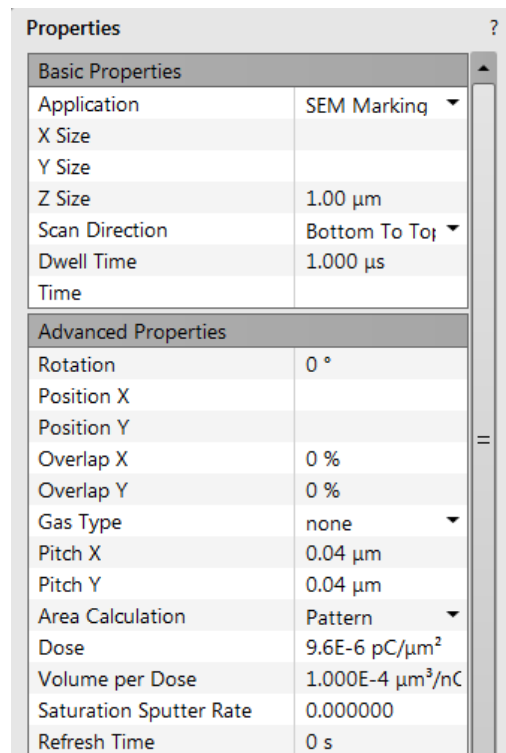 Properties ?
Basic Properties
Application SEM Marking
X Size
Y Size
Z Size 1.00 µm
Scan Direction Bottom To Top
Dwell Time 1.000 µs
Time
Advanced Properties
Rotation 0 °
Position X
Position Y
Overlap X 0 %
Overlap Y 0 %
Gas Type none
Pitch X 0.04 µm
Pitch Y 0.04 µm
Area Calculation Pattern
Dose 9.6E-6 pC/µm²
Volume per Dose 1.000E-4 µm³/nC
Saturation Sputter Rate 0.000000
Refresh Time 0 s